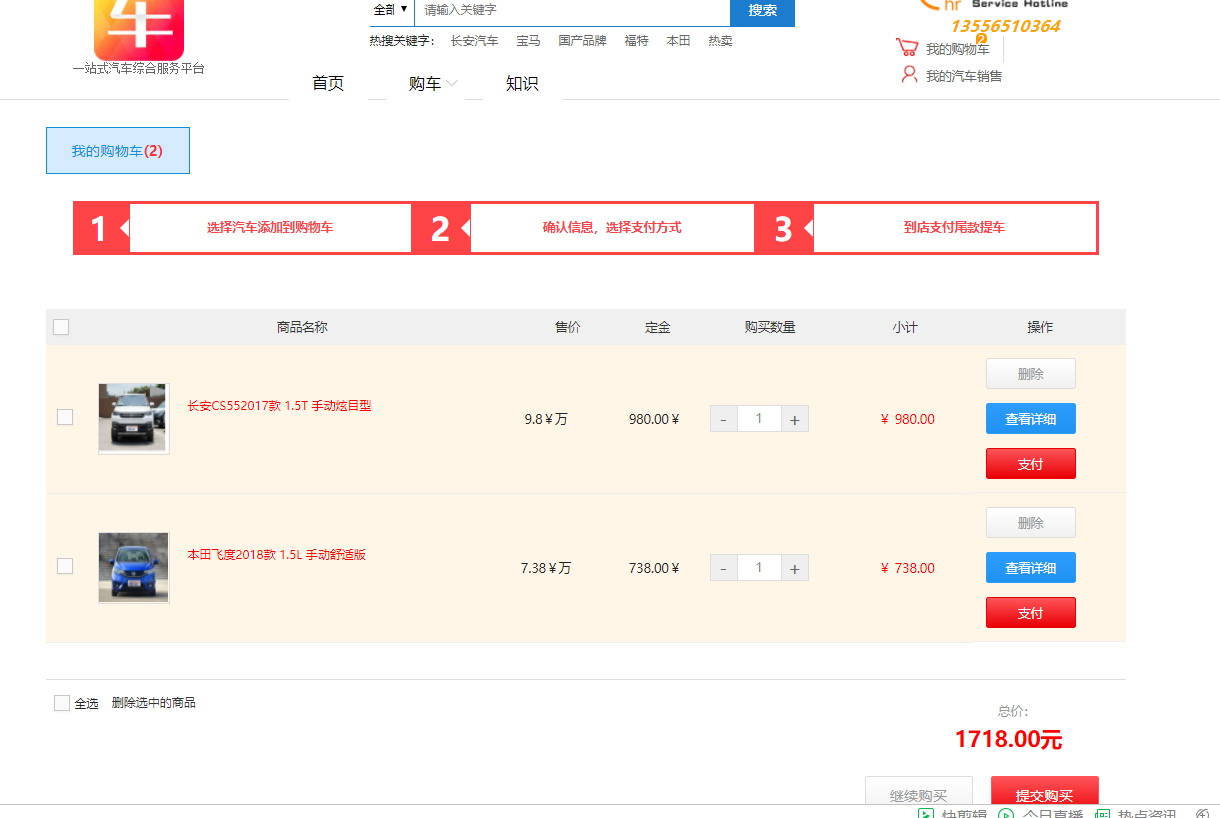 车
一站式汽车综合服务平台
全部 ▼ 请输入关键字 搜索
热搜关键字： 长安汽车 宝马 国产品牌 福特 本田 热卖
hr Service Hotline
13556510364
我的购物车 2
我的汽车销售
首页 购车 知识
我的购物车(2)
1 选择汽车添加到购物车 2 确认信息，选择支付方式 3 到店支付尾款提车
商品名称 售价 定金 购买数量 小计 操作
长安CS552017款 1.5T 手动炫目型 9.8￥万 980.00￥ - 1 + ￥ 980.00 删除
查看详细
支付
本田飞度2018款 1.5L 手动舒适版 7.38￥万 738.00￥ - 1 + ￥ 738.00 删除
查看详细
支付
全选 删除选中的商品
总价：
1718.00元
继续购买 提交购买
快剪辑 今日直播 热点资讯